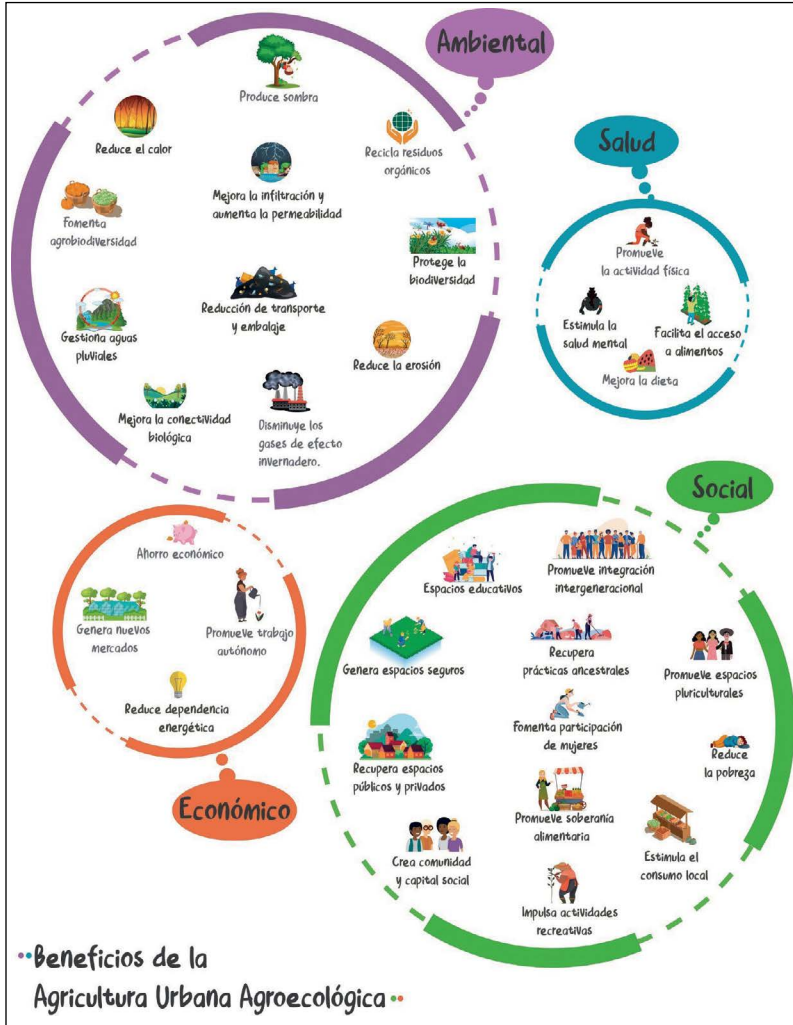 Ambiental
Produce sombra
Reduce el calor
Recicla residuos
orgánicos
Mejora la infiltración y
aumenta la permeabilidad
Fomenta
agrobiodiversidad
Protege la
biodiversidad
Reducción de transporte
y embalaje
Gestiona aguas
pluviales
Reduce la erosión
Mejora la conectividad
biológica
Disminuye los
gases de efecto
invernadero.
Salud
Promueve
la actividad física
Estimula la
salud mental
Facilita el acceso
a alimentos
Mejora la dieta
Económico
Ahorro económico
Genera nuevos
mercados
Promueve trabajo
autónomo
Reduce dependencia
energética
Social
Espacios educativos
Promueve integración
intergeneracional
Genera espacios seguros
Recupera
prácticas ancestrales
Promueve espacios
pluriculturales
Fomenta participación
de mujeres
Recupera espacios
públicos y privados
Reduce
la pobreza
Promueve soberanía
alimentaria
Crea comunidad
y capital social
Estimula el
consumo local
Impulsa actividades
recreativas
Beneficios de la
Agricultura Urbana Agroecológica